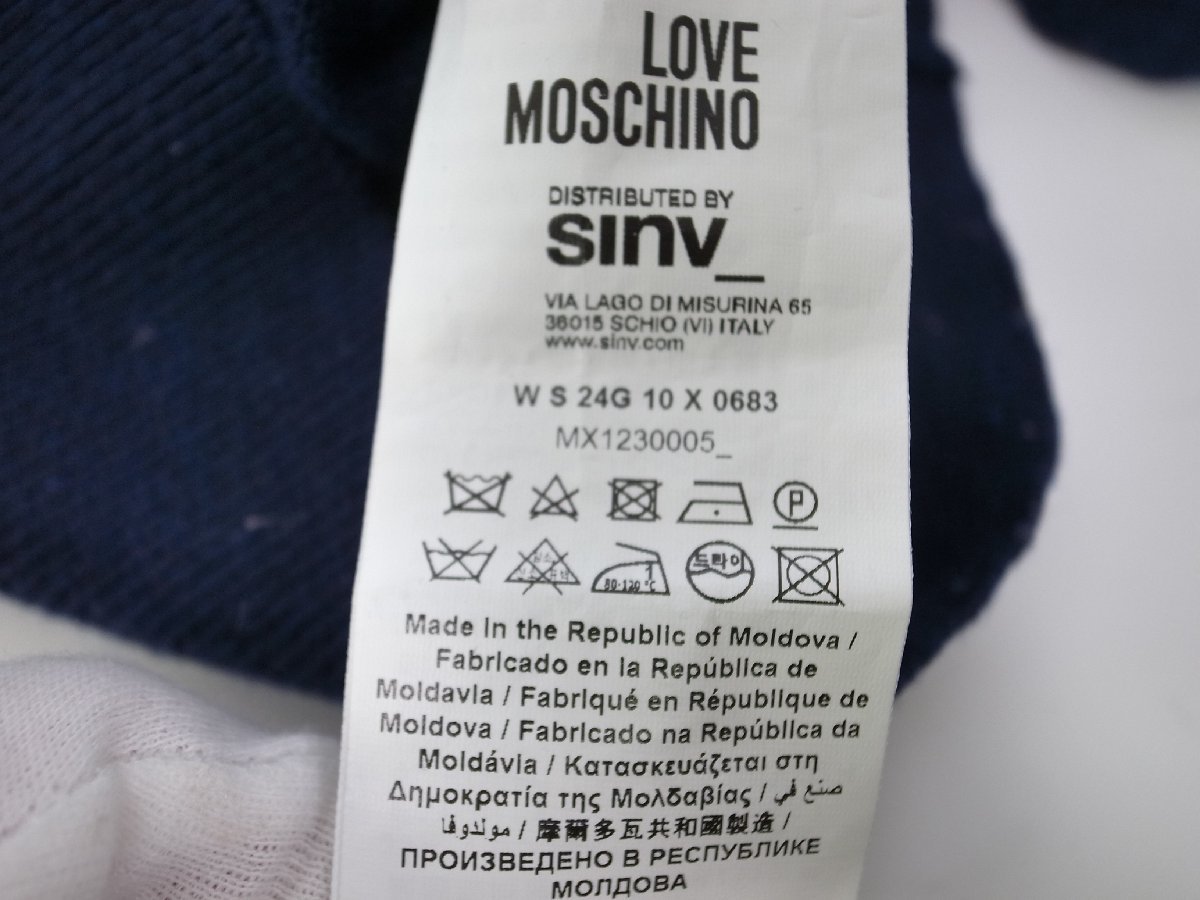 LOVE
MOSCHINO
DISTRIBUTED BY
sınv_
VIA LAGO DI MISURINA 65
36015 SCHIO (VI) ITALY
www.sinv.com
W S 24G 10 X 0683
MX1230005_
P
80-120 °C
드라이
Made in the Republic of Moldova /
Fabricado en la República de
Moldavia / Fabriqué en République de
Moldova / Fabricado na República da
Moldávia / Κατασκευάζεται στη
Δημοκρατία της Μολδαβίας / صنع في
مولدوفا / 摩爾多瓦共和國製造 /
ПРОИЗВЕДЕНО В РЕСПУБЛИКЕ
МОЛДОВА